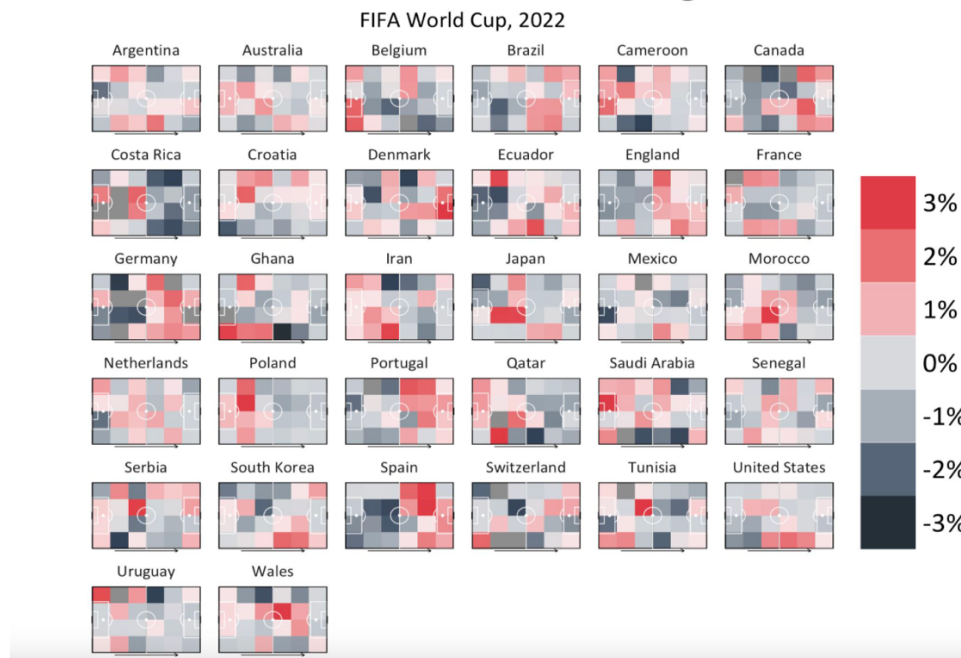 FIFA World Cup, 2022
Argentina Australia Belgium Brazil Cameroon Canada
Costa Rica Croatia Denmark Ecuador England France
Germany Ghana Iran Japan Mexico Morocco
Netherlands Poland Portugal Qatar Saudi Arabia Senegal
Serbia South Korea Spain Switzerland Tunisia United States
Uruguay Wales
3%
2%
1%
0%
-1%
-2%
-3%